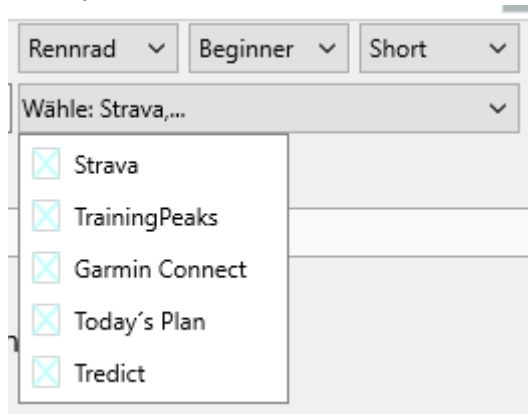 Rennrad Beginner Short
Wähle: Strava,...
Strava
TrainingPeaks
Garmin Connect
Today´s Plan
Tredict